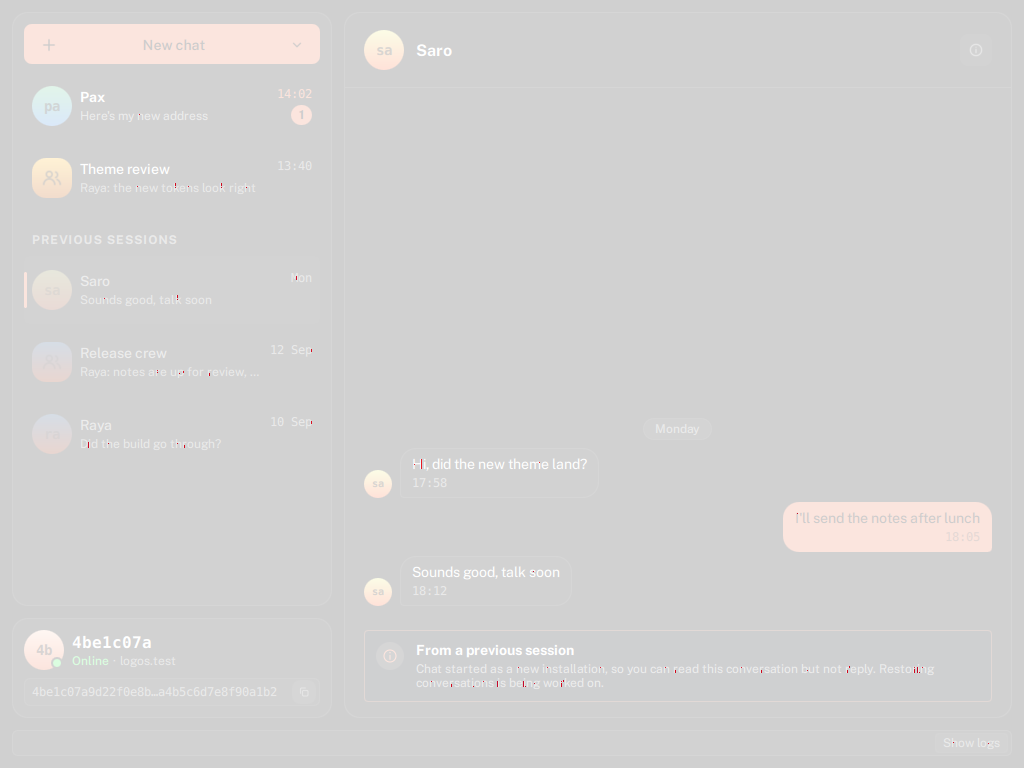 New chat
sa
Saro
pa
Pax
14:02
Here's my new address
1
Theme review
13:40
Raya: the new tokens look right
PREVIOUS SESSIONS
sa
Saro
Mon
Sounds good, talk soon
Release crew
12 Sep
Raya: notes are up for review, ...
ra
Raya
10 Sep
Did the build go through?
Monday
Hi, did the new theme land?
sa
17:58
I'll send the notes after lunch
18:05
Sounds good, talk soon
sa
18:12
4b
4be1c07a
Online · logos.test
4be1c07a9d22f0e8b…a4b5c6d7e8f90a1b2
From a previous session
Chat started as a new installation, so you can read this conversation but not reply. Restoring
conversations is being worked on.
Show logs